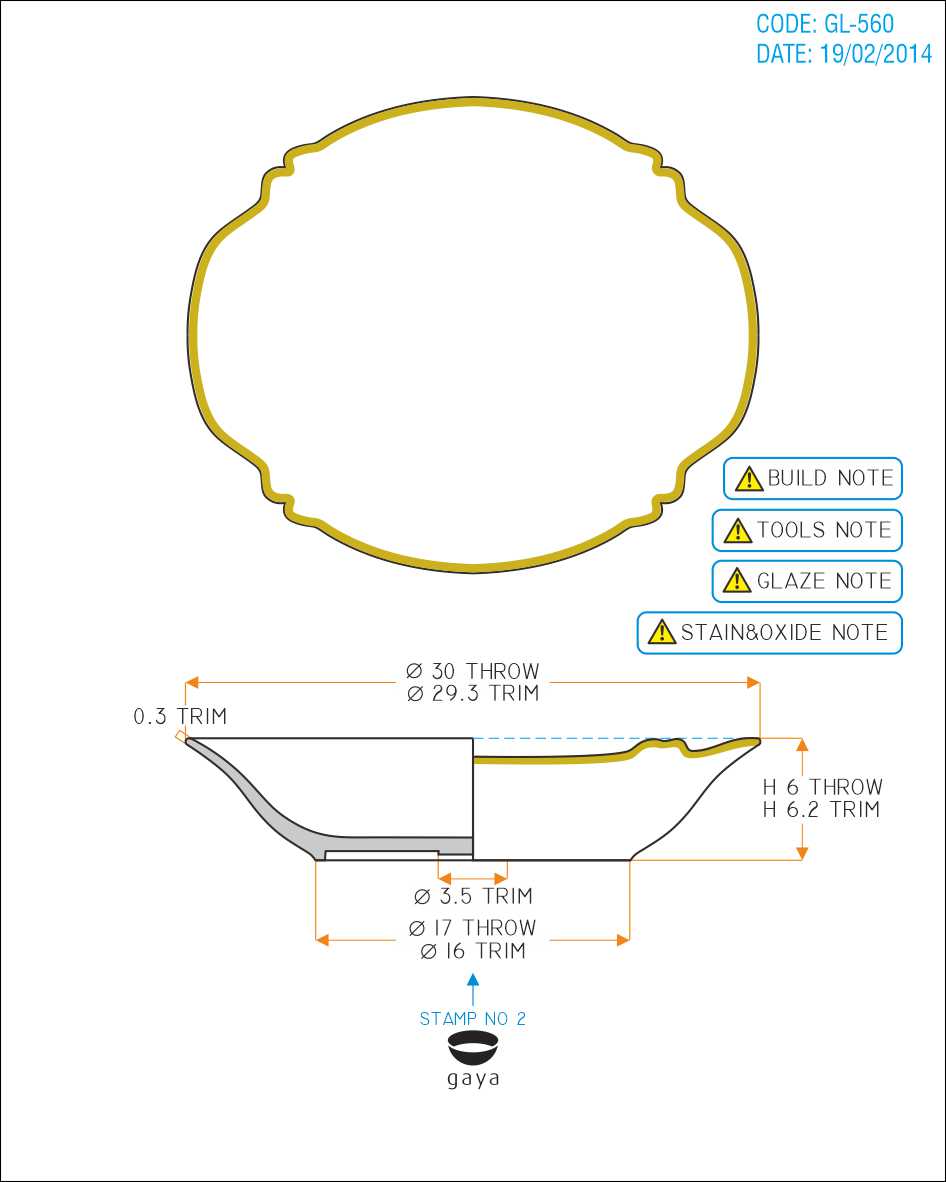 CODE: GL-560
DATE: 19/02/2014
BUILD NOTE
TOOLS NOTE
GLAZE NOTE
STAIN&OXIDE NOTE
Ø 30 THROW
Ø 29.3 TRIM
0.3 TRIM
H 6 THROW
H 6.2 TRIM
Ø 3.5 TRIM
Ø 17 THROW
Ø 16 TRIM
STAMP NO 2
gaya